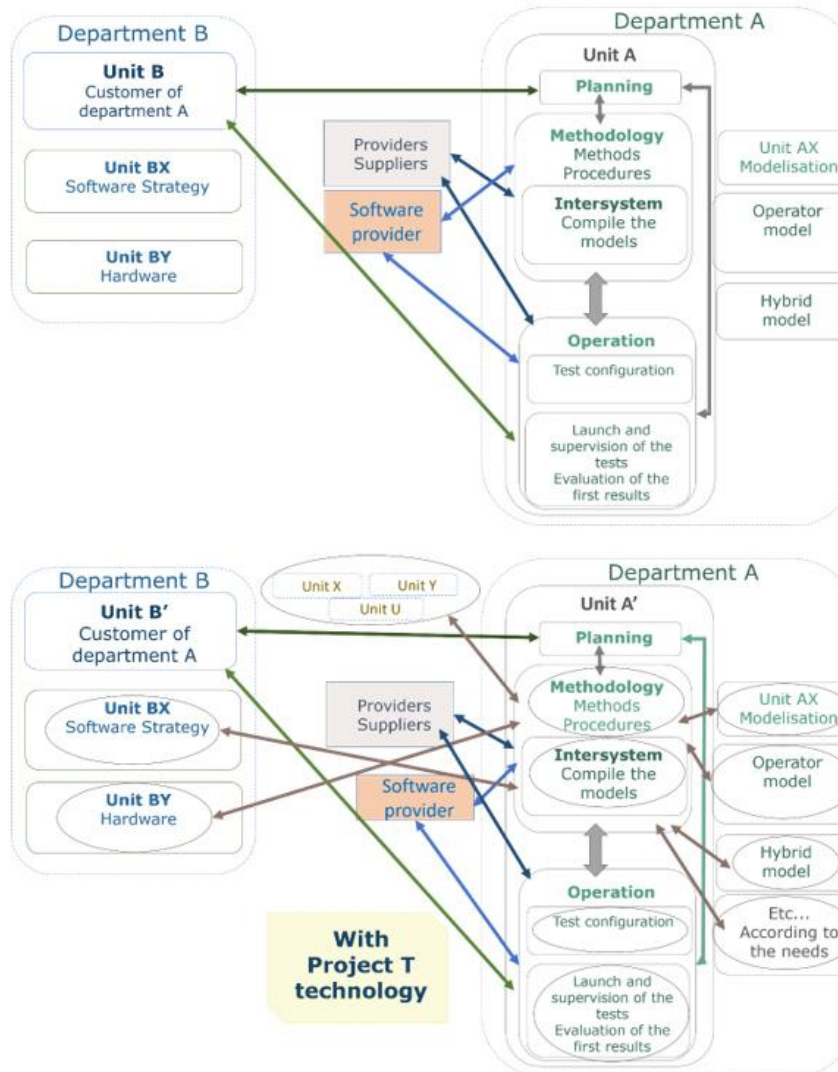 Department B
Unit B
Customer of
department A
Unit BX
Software Strategy
Unit BY
Hardware
Providers
Suppliers
Software
provider
Department A
Unit A
Planning
Methodology
Methods
Procedures
Intersystem
Compile the
models
Operation
Test configuration
Launch and
supervision of the
tests
Evaluation of the
first results
Unit AX
Modelisation
Operator
model
Hybrid
model
Department B
Unit B’
Customer of
department A
Unit BX
Software Strategy
Unit BY
Hardware
Unit X
Unit Y
Unit U
Providers
Suppliers
Software
provider
With
Project T
technology
Department A
Unit A’
Planning
Methodology
Methods
Procedures
Intersystem
Compile the
models
Operation
Test configuration
Launch and
supervision of the
tests
Evaluation of the
first results
Unit AX
Modelisation
Operator
model
Hybrid
model
Etc...
According to
the needs